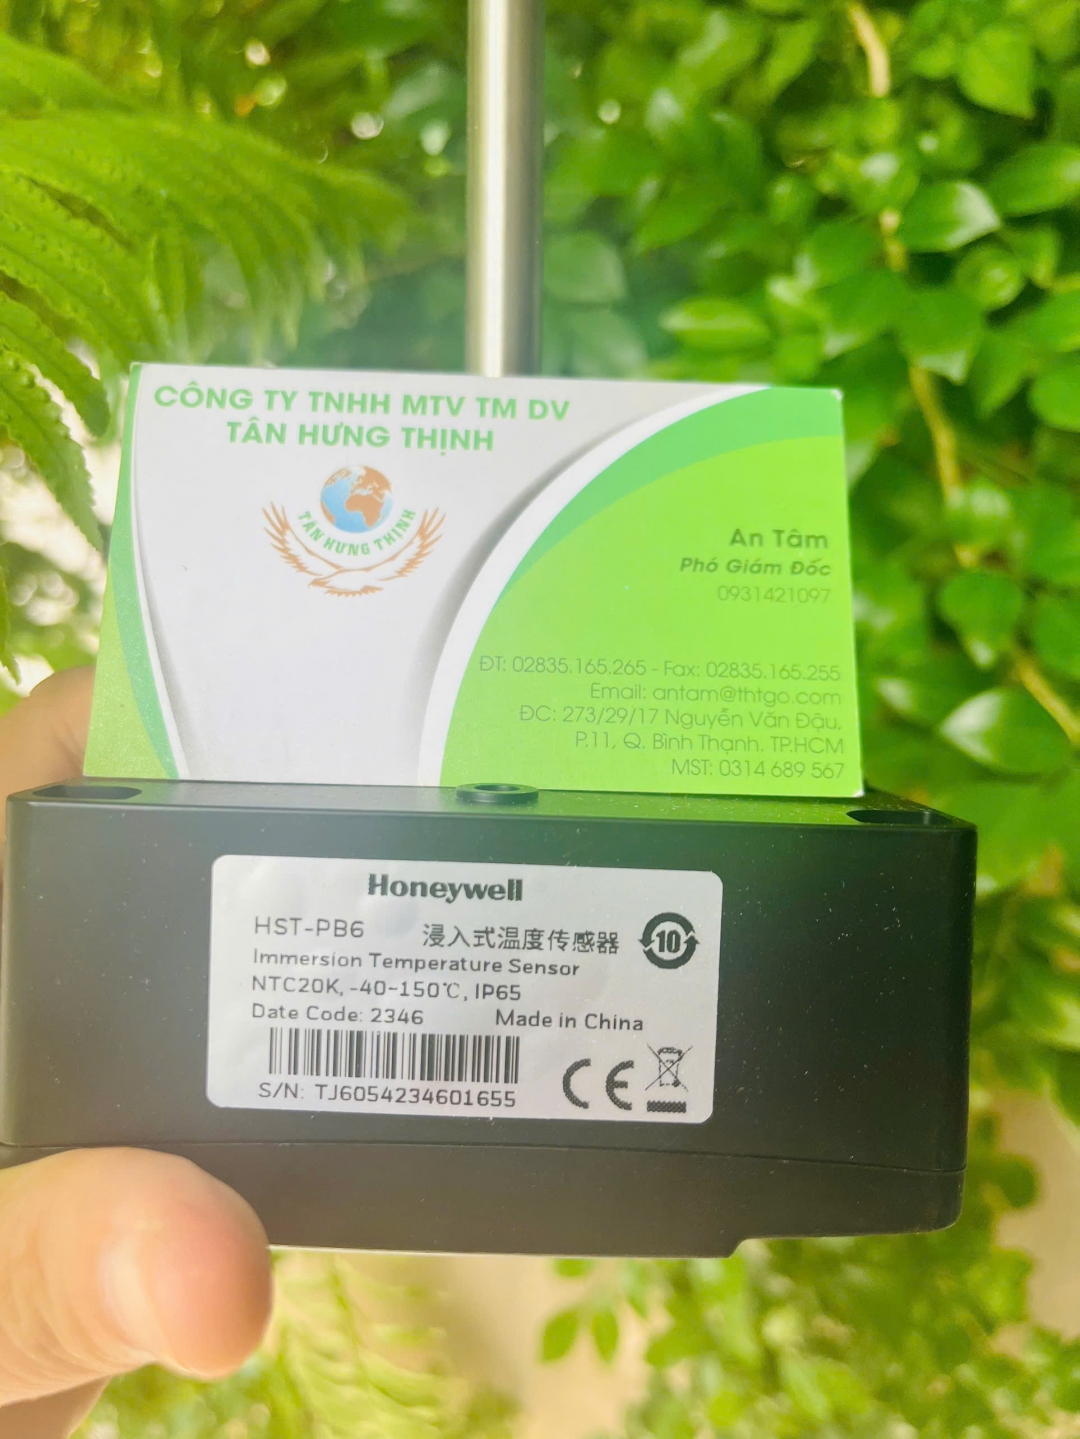 CÔNG TY TNHH MTV TM DV
TÂN HƯNG THỊNH
TÂN HƯNG THỊNH
An Tâm
Phó Giám Đốc
0931421097
ĐT: 02835.165.265 - Fax: 02835.165.255
Email: antam@thtgo.com
ĐC: 273/29/17 Nguyễn Văn Đậu,
P.11, Q. Bình Thạnh. TP.HCM
MST: 0314 689 567
Honeywell
HST-PB6 浸入式温度传感器 10
Immersion Temperature Sensor
NTC20K, -40~150℃, IP65
Date Code: 2346 Made in China
S/N: TJ6054234601655 CE